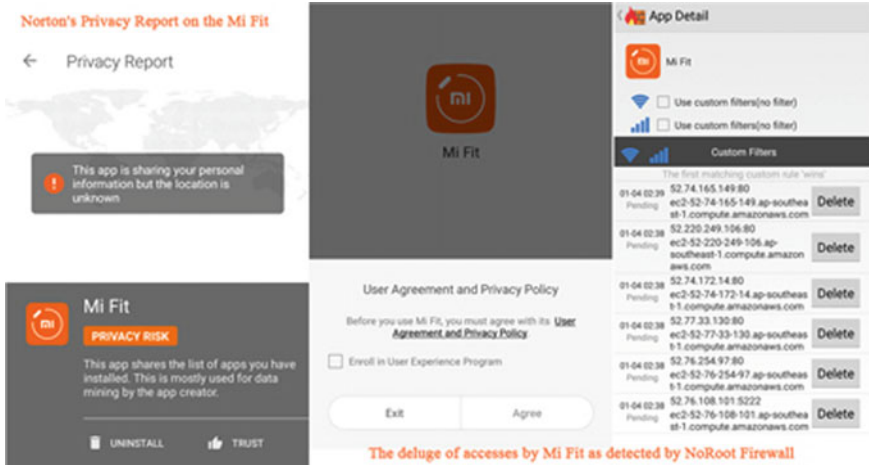 Norton's Privacy Report on the Mi Fit
← Privacy Report
This app is sharing your personal
information but the location is
unknown
Mi Fit
PRIVACY RISK
This app shares the list of apps you have
installed. This is mostly used for data
mining by the app creator.
UNINSTALL
TRUST
Mi Fit
User Agreement and Privacy Policy
Before you use Mi Fit, you must agree with its User
Agreement and Privacy Policy
Enroll in User Experience Program
Exit
Agree
App Detail
Mi Fit
Use custom filters(no filter)
Use custom filters(no filter)
Custom Filters
The first matching custom rule 'wins'
01-04 02:39 52.74.165.149:80
Pending ec2-52-74-165-149.ap-southea
st-1.compute.amazonaws.com
Delete
01-04 02:38 52.220.249.106:80
Pending ec2-52-220-249-106.ap-
southeast-1.compute.amazon
aws.com
Delete
01-04 02:38 52.74.172.14:80
Pending ec2-52-74-172-14.ap-southeas
t-1.compute.amazonaws.com
Delete
01-04 02:38 52.77.33.130:80
Pending ec2-52-77-33-130.ap-southeas
t-1.compute.amazonaws.com
Delete
01-04 02:38 52.76.254.97:80
Pending ec2-52-76-254-97.ap-southeas
t-1.compute.amazonaws.com
Delete
01-04 02:38 52.76.108.101:5222
Pending ec2-52-76-108-101.ap-southea
st-1.compute.amazonaws.com
Delete
The deluge of accesses by Mi Fit as detected by NoRoot Firewall